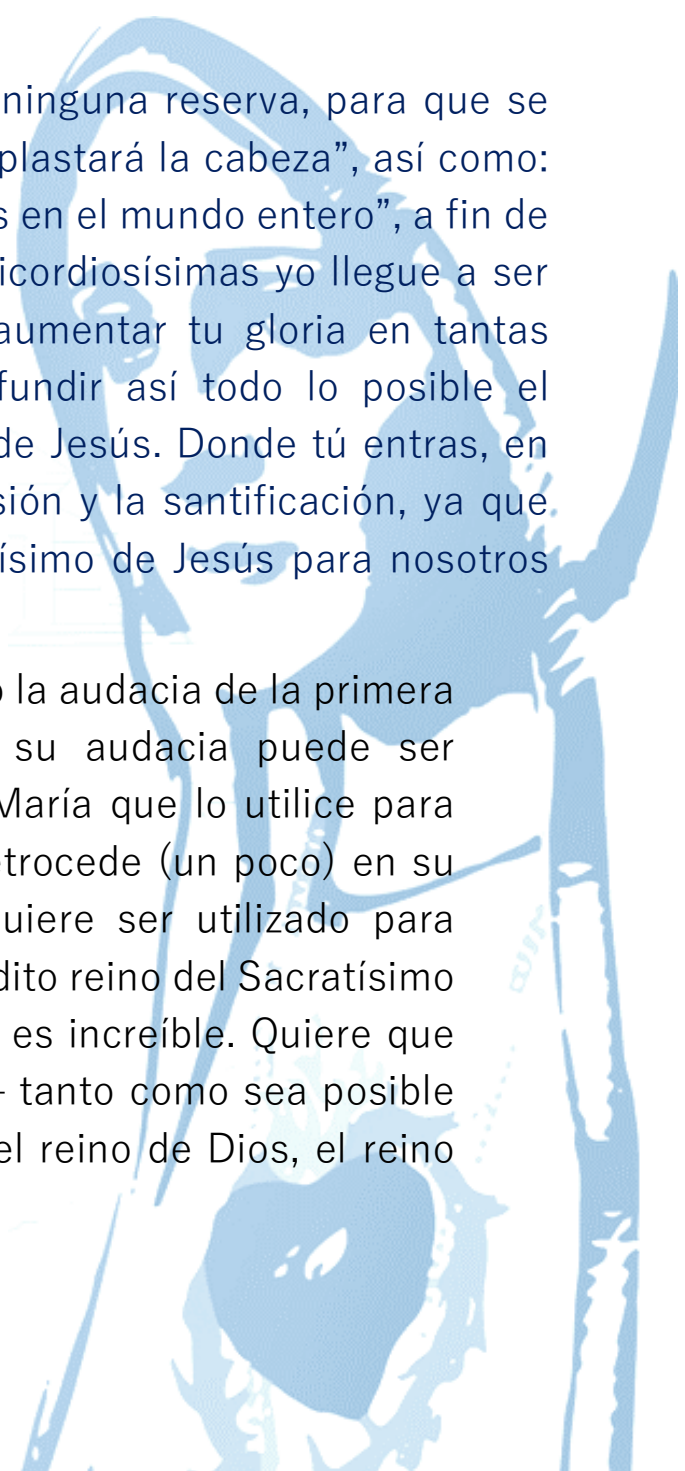 ninguna reserva, para que se
plastará la cabeza”, así como:
s en el mundo entero”, a fin de
icordiosísimas yo llegue a ser
aumentar tu gloria en tantas
fundir así todo lo posible el
de Jesús. Donde tú entras, en
sión y la santificación, ya que
ísimo de Jesús para nosotros
o la audacia de la primera
su audacia puede ser
María que lo utilice para
etrocede (un poco) en su
uiere ser utilizado para
dito reino del Sacratísimo
es increíble. Quiere que
- tanto como sea posible
el reino de Dios, el reino